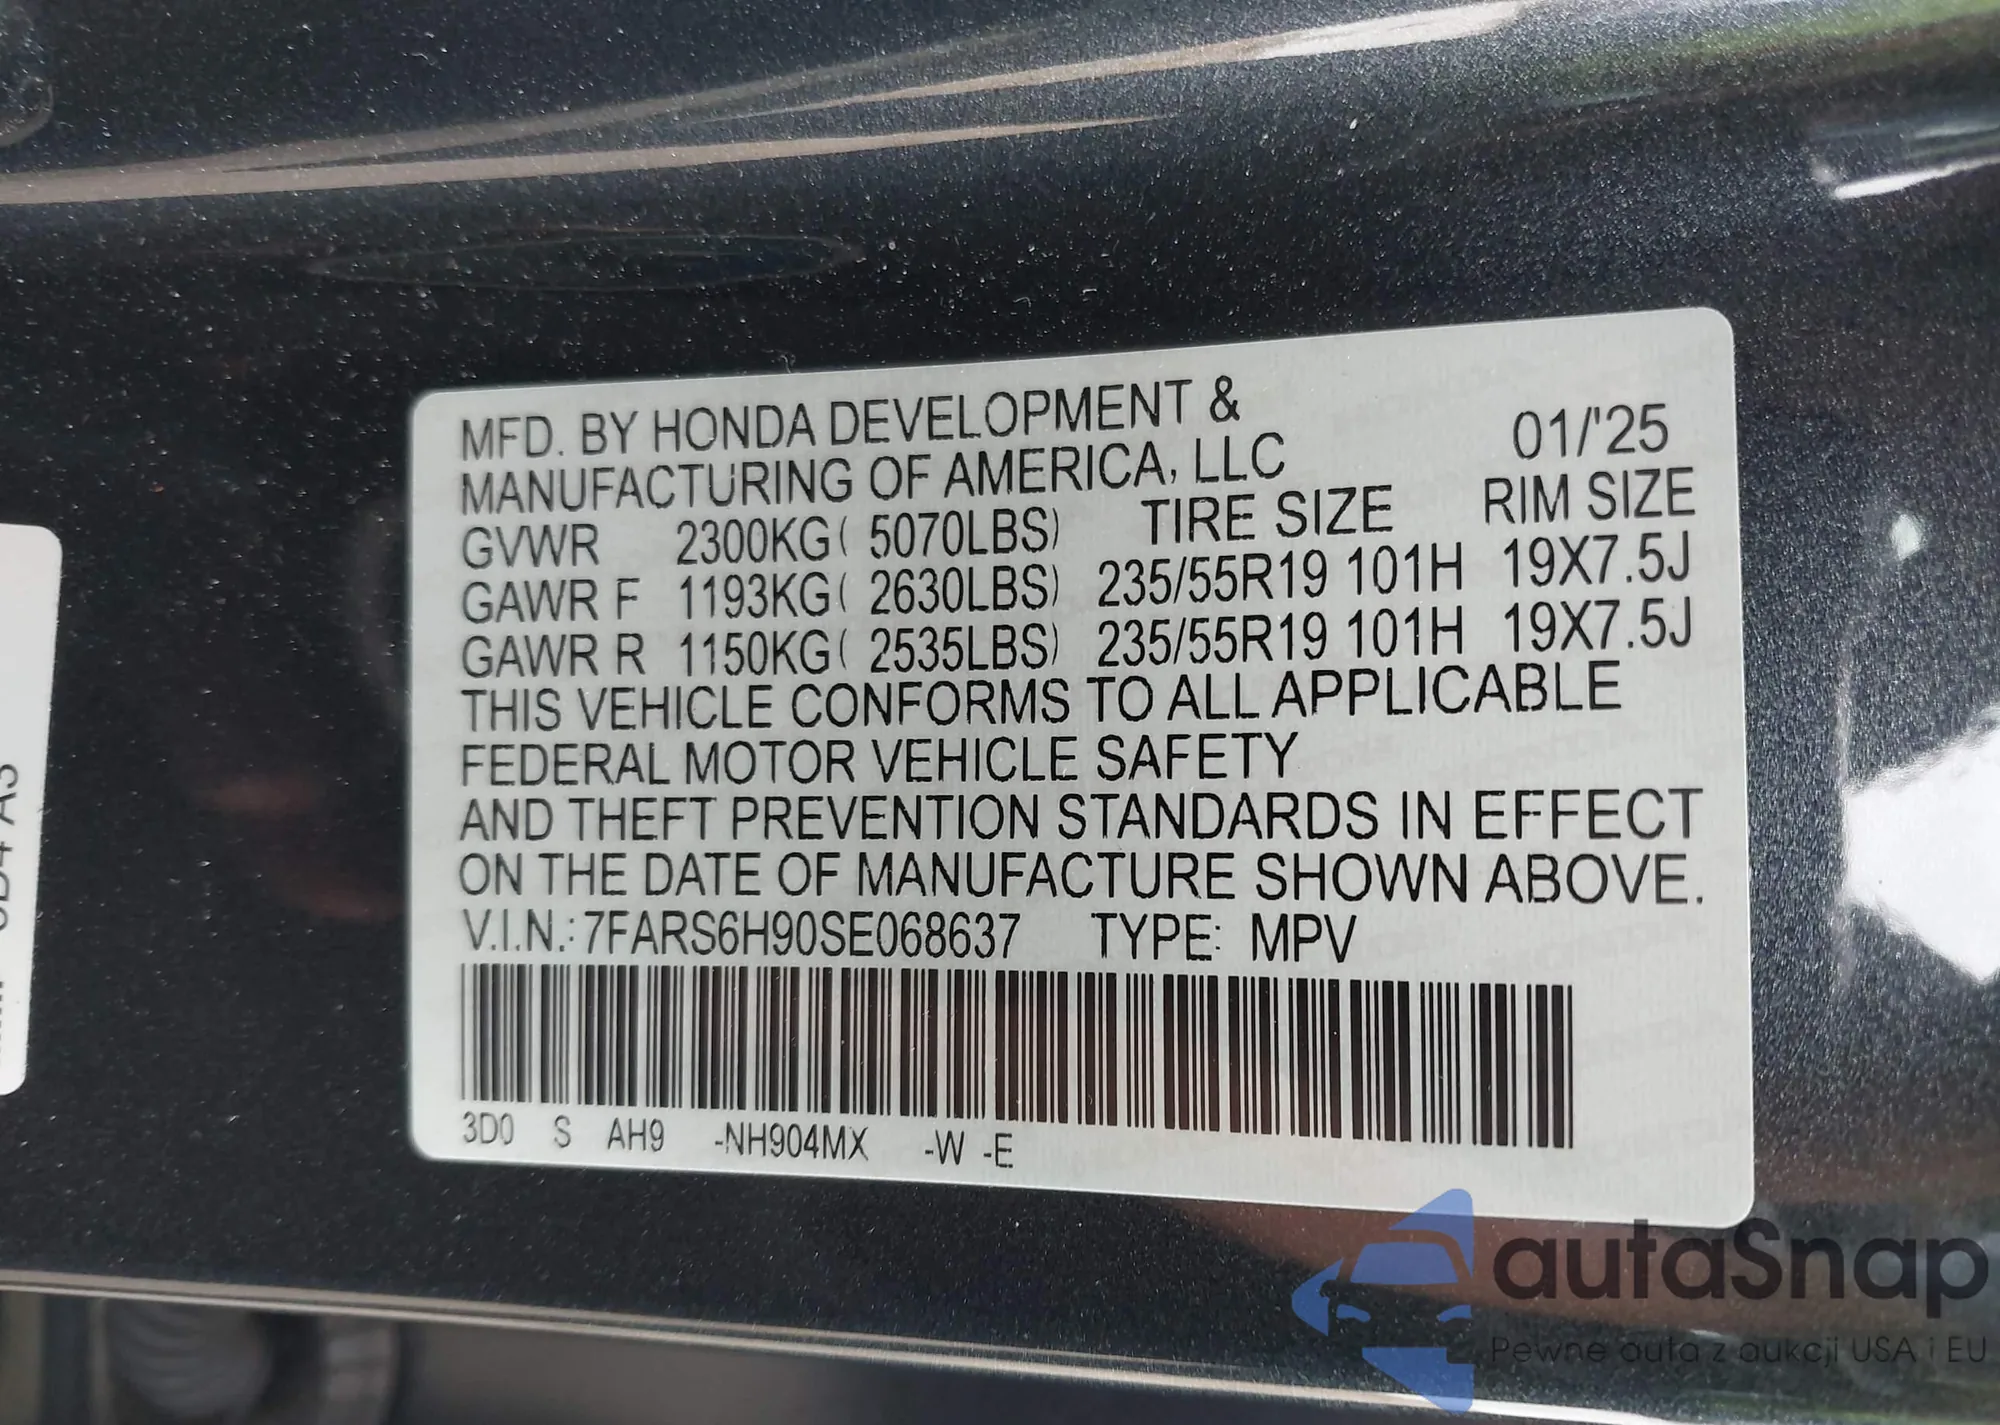 MFD. BY HONDA DEVELOPMENT &
MANUFACTURING OF AMERICA, LLC 01/'25
GVWR 2300KG( 5070LBS) TIRE SIZE RIM SIZE
GAWR F 1193KG( 2630LBS) 235/55R19 101H 19X7.5J
GAWR R 1150KG( 2535LBS) 235/55R19 101H 19X7.5J
THIS VEHICLE CONFORMS TO ALL APPLICABLE
FEDERAL MOTOR VEHICLE SAFETY
AND THEFT PREVENTION STANDARDS IN EFFECT
ON THE DATE OF MANUFACTURE SHOWN ABOVE.
V.I.N.: 7FARS6H90SE068637 TYPE: MPV
3D0 S AH9 -NH904MX -W -E
autaSnap
Pewne auta z aukcji USA i EU